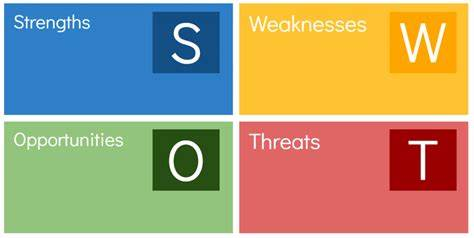 Strengths
S
Weaknesses
W
Opportunities
O
Threats
T